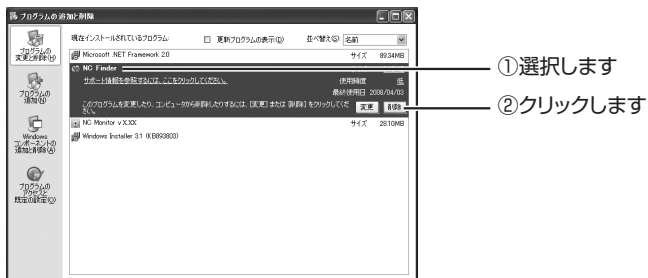 プログラムの追加と削除
プログラムの
変更と削除(H)
プログラムの
追加(N)
Windows
コンポーネントの
追加と削除(A)
プログラムの
アクセスと
既定の設定(O)
現在インストールされているプログラム:
更新プログラムの表示(D)
並べ替え(S):
名前
Microsoft .NET Framework 2.0
サイズ
89.34MB
NC Finder
サポート情報を参照するには、ここをクリックしてください。
使用頻度
低
最終使用日
2008/04/03
このプログラムを変更したり、コンピュータから削除したりするには、[変更] または [削除] をクリックしてくだ
さい。
変更
削除
NC Monitor v X.XX
サイズ
28.10MB
Windows Installer 3.1 (KB893803)
①選択します
②クリックします